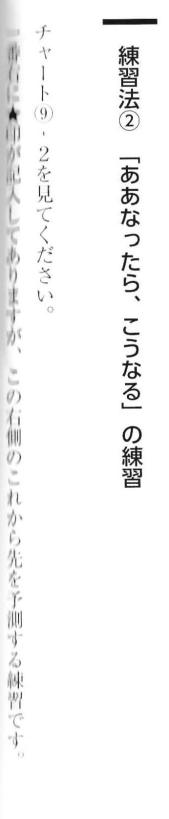 練習法② 「ああなったら、こうなる」の練習
チャート⑨-2を見てください。
一番右に★印が記入してありますが、この右側のこれから先を予測する練習です。